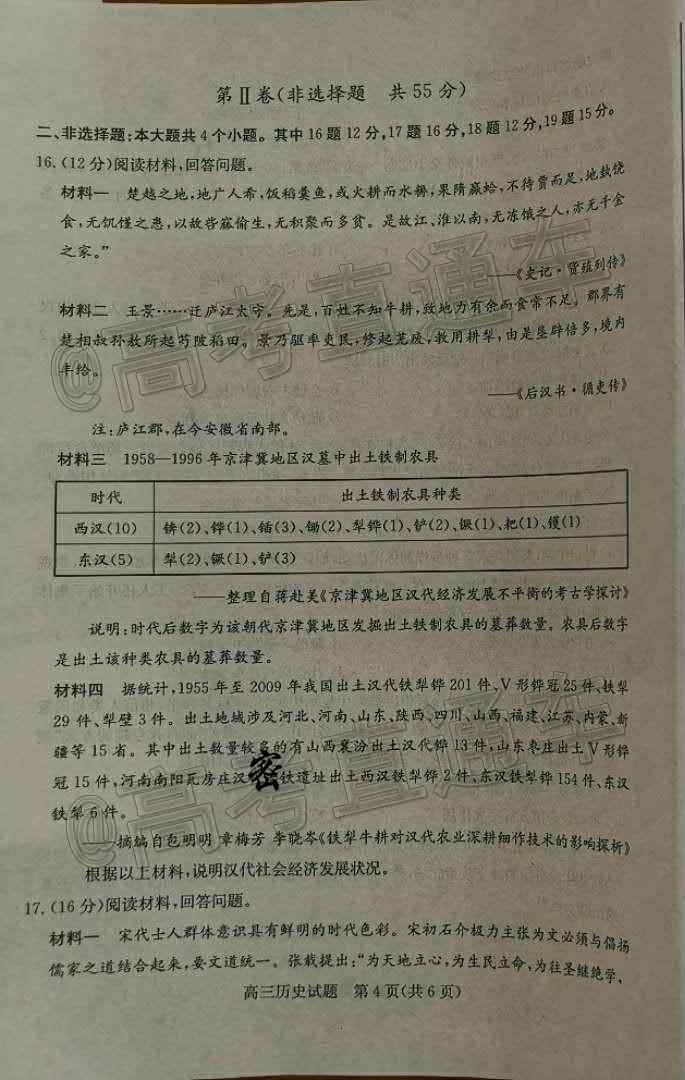 第Ⅱ卷(非选择题 共55分)
二、非选择题:本大题共4个小题。其中16题12分,17题16分,18题12分,19题15分。
16.(12分)阅读材料,回答问题。
材料一 楚越之地,地广人希,饭稻羹鱼,或火耕而水耨,果隋蠃蛤,不待贾而足,地埶饶
食,无饥馑之患,以故呰窳偷生,无积聚而多贫。是故江、淮以南,无冻饿之人,亦无千金
之家。”
——《史记·货殖列传》
材料二 王景……迁庐江太守。先是,百姓不知牛耕,致地力有余而食常不足。郡界有
楚相叔孙敖所起芍陂稻田。景乃驱率吏民,修起芜废,教用耕犁,由是垦辟倍多,境内
丰给。
——《后汉书·循吏传》
注:庐江郡,在今安徽省南部。
材料三 1958—1996年京津冀地区汉墓中出土铁制农具
时代 出土铁制农具种类
西汉(10) 锛(2)、铧(1)、锸(3)、锄(2)、犁铧(1)、铲(2)、镢(1)、耙(1)、䦆(1)
东汉(5) 犁(2)、镢(1)、铲(3)
——整理自蒋赴美《京津冀地区汉代经济发展不平衡的考古学探讨》
说明:时代后数字为该朝代京津冀地区发掘出土铁制农具的墓葬数量。农具后数字
是出土该种类农具的墓葬数量。
材料四 据统计,1955年至2009年我国出土汉代铁犁铧201件、V形铧冠25件、铁犁
29件、犁壁3件。出土地域涉及河北、河南、山东、陕西、四川、山西、福建、江苏、内蒙、新
疆等15省。其中出土数量较多的有山西襄汾出土汉代铧13件,山东枣庄出土V形铧
冠15件,河南南阳瓦房庄汉 铁遗址出土西汉铁犁铧2件、东汉铁犁铧154件、东汉
铁犁6件。
——摘编自包明明 章梅芳 李晓岑《铁犁牛耕对汉代农业深耕细作技术的影响探析》
根据以上材料,说明汉代社会经济发展状况。
17.(16分)阅读材料,回答问题。
材料一 宋代士人群体意识具有鲜明的时代色彩。宋初石介极力主张为文必须与倡扬
儒家之道结合起来,要文道统一。张载提出:“为天地立心,为生民立命,为往圣继绝学、
高三历史试题 第4页(共6页)
密
@高考直通车
@高考直通车